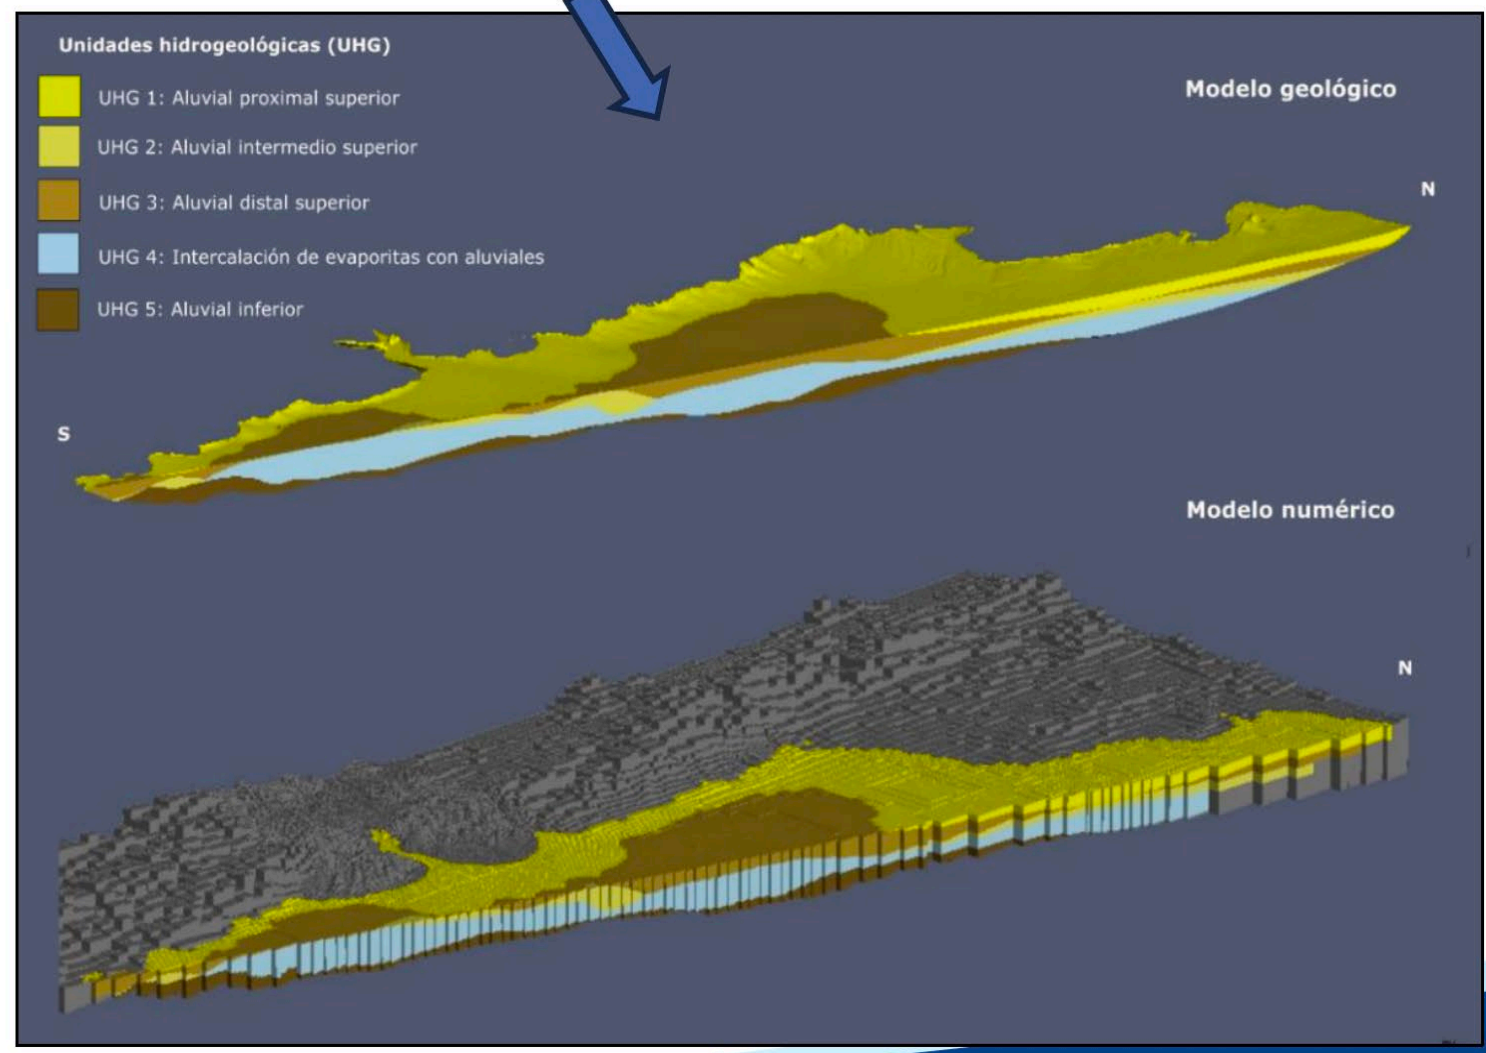 Unidades hidrogeológicas (UHG)
UHG 1: Aluvial proximal superior
UHG 2: Aluvial intermedio superior
UHG 3: Aluvial distal superior
UHG 4: Intercalación de evaporitas con aluviales
UHG 5: Aluvial inferior
Modelo geológico
N
S
Modelo numérico
N